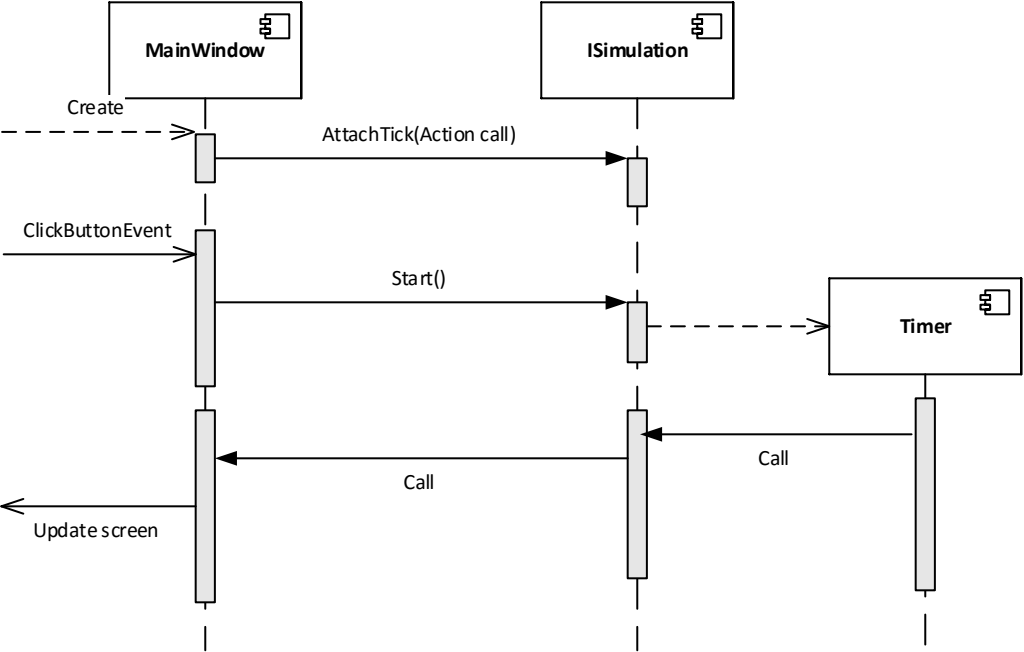 MainWindow
ISimulation
Create
AttachTick(Action call)
ClickButtonEvent
Start()
Timer
Call
Call
Update screen